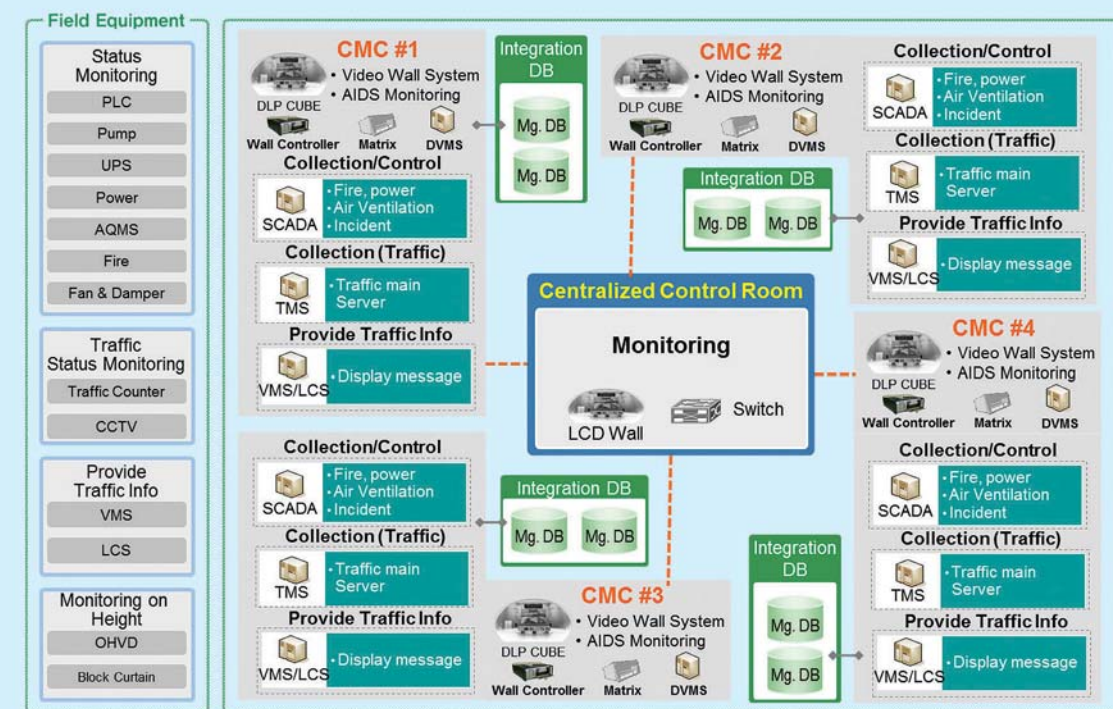 Field Equipment
Status
Monitoring
PLC
Pump
UPS
Power
AQMS
Fire
Fan & Damper
Traffic
Status Monitoring
Traffic Counter
CCTV
Provide
Traffic Info
VMS
LCS
Monitoring on
Height
OHVD
Block Curtain
CMC #1
• Video Wall System
• AIDS Monitoring
DLP CUBE
Wall Controller
Matrix
DVMS
Collection/Control
SCADA
• Fire, power
• Air Ventilation
• Incident
Collection (Traffic)
TMS
• Traffic main
Server
Provide Traffic Info
VMS/LCS
• Display message
Integration
DB
Mg. DB
Mg. DB
CMC #2
• Video Wall System
• AIDS Monitoring
DLP CUBE
Wall Controller
Matrix
DVMS
Collection/Control
SCADA
• Fire, power
• Air Ventilation
• Incident
Collection (Traffic)
TMS
• Traffic main
Server
Provide Traffic Info
VMS/LCS
• Display message
Integration DB
Mg. DB
Mg. DB
Centralized Control Room
Monitoring
LCD Wall
Switch
Collection/Control
SCADA
• Fire, power
• Air Ventilation
• Incident
Collection (Traffic)
TMS
• Traffic main
Server
Provide Traffic Info
VMS/LCS
• Display message
Integration DB
Mg. DB
Mg. DB
CMC #3
• Video Wall System
• AIDS Monitoring
DLP CUBE
Wall Controller
Matrix
DVMS
CMC #4
• Video Wall System
• AIDS Monitoring
DLP CUBE
Wall Controller
Matrix
DVMS
Collection/Control
SCADA
• Fire, power
• Air Ventilation
• Incident
Collection (Traffic)
TMS
• Traffic main
Server
Provide Traffic Info
VMS/LCS
• Display message
Integration
DB
Mg. DB
Mg. DB